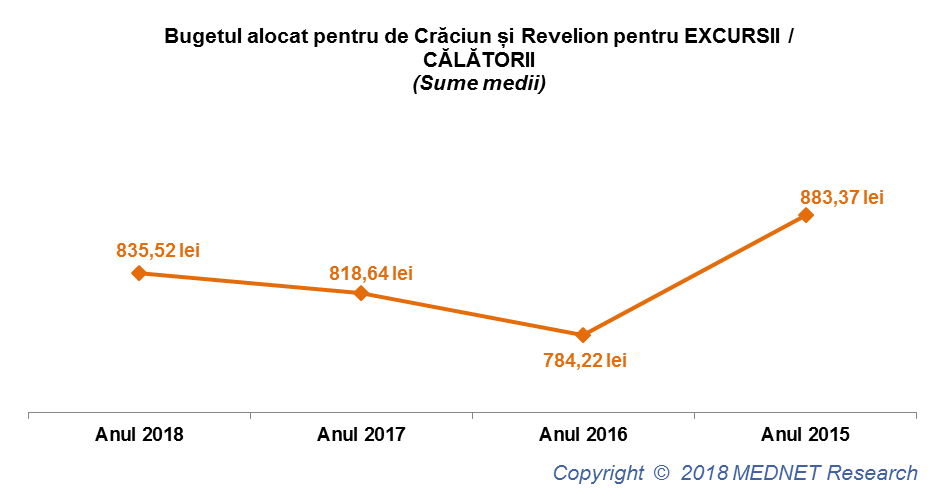 Bugetul alocat pentru de Crăciun și Revelion pentru EXCURSII /
CĂLĂTORII
(Sume medii)
883,37 lei
835,52 lei
818,64 lei
784,22 lei
Anul 2018 Anul 2017 Anul 2016 Anul 2015
Copyright © 2018 MEDNET Research